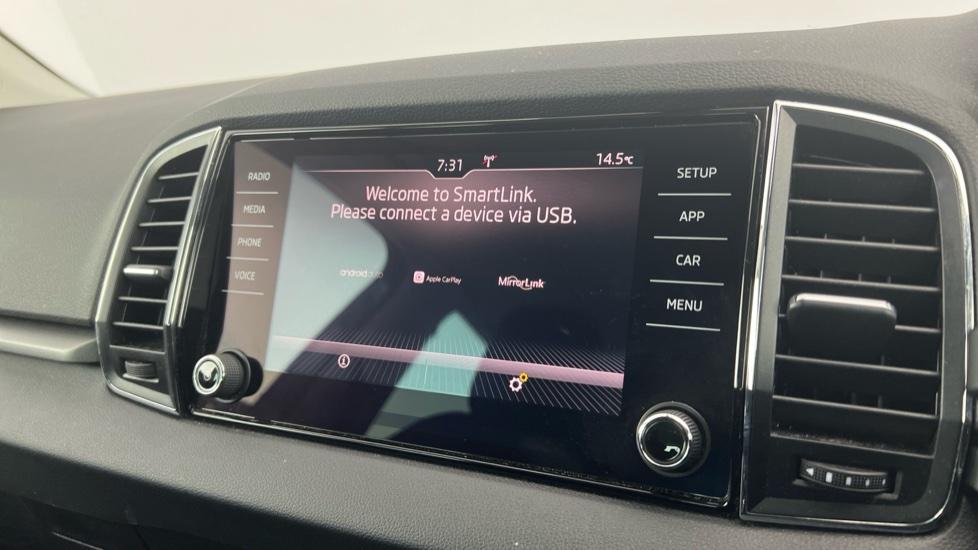 7:31
14.5°C
RADIO
MEDIA
PHONE
VOICE
Welcome to SmartLink.
Please connect a device via USB.
android auto
Apple CarPlay
MirrorLink
SETUP
APP
CAR
MENU